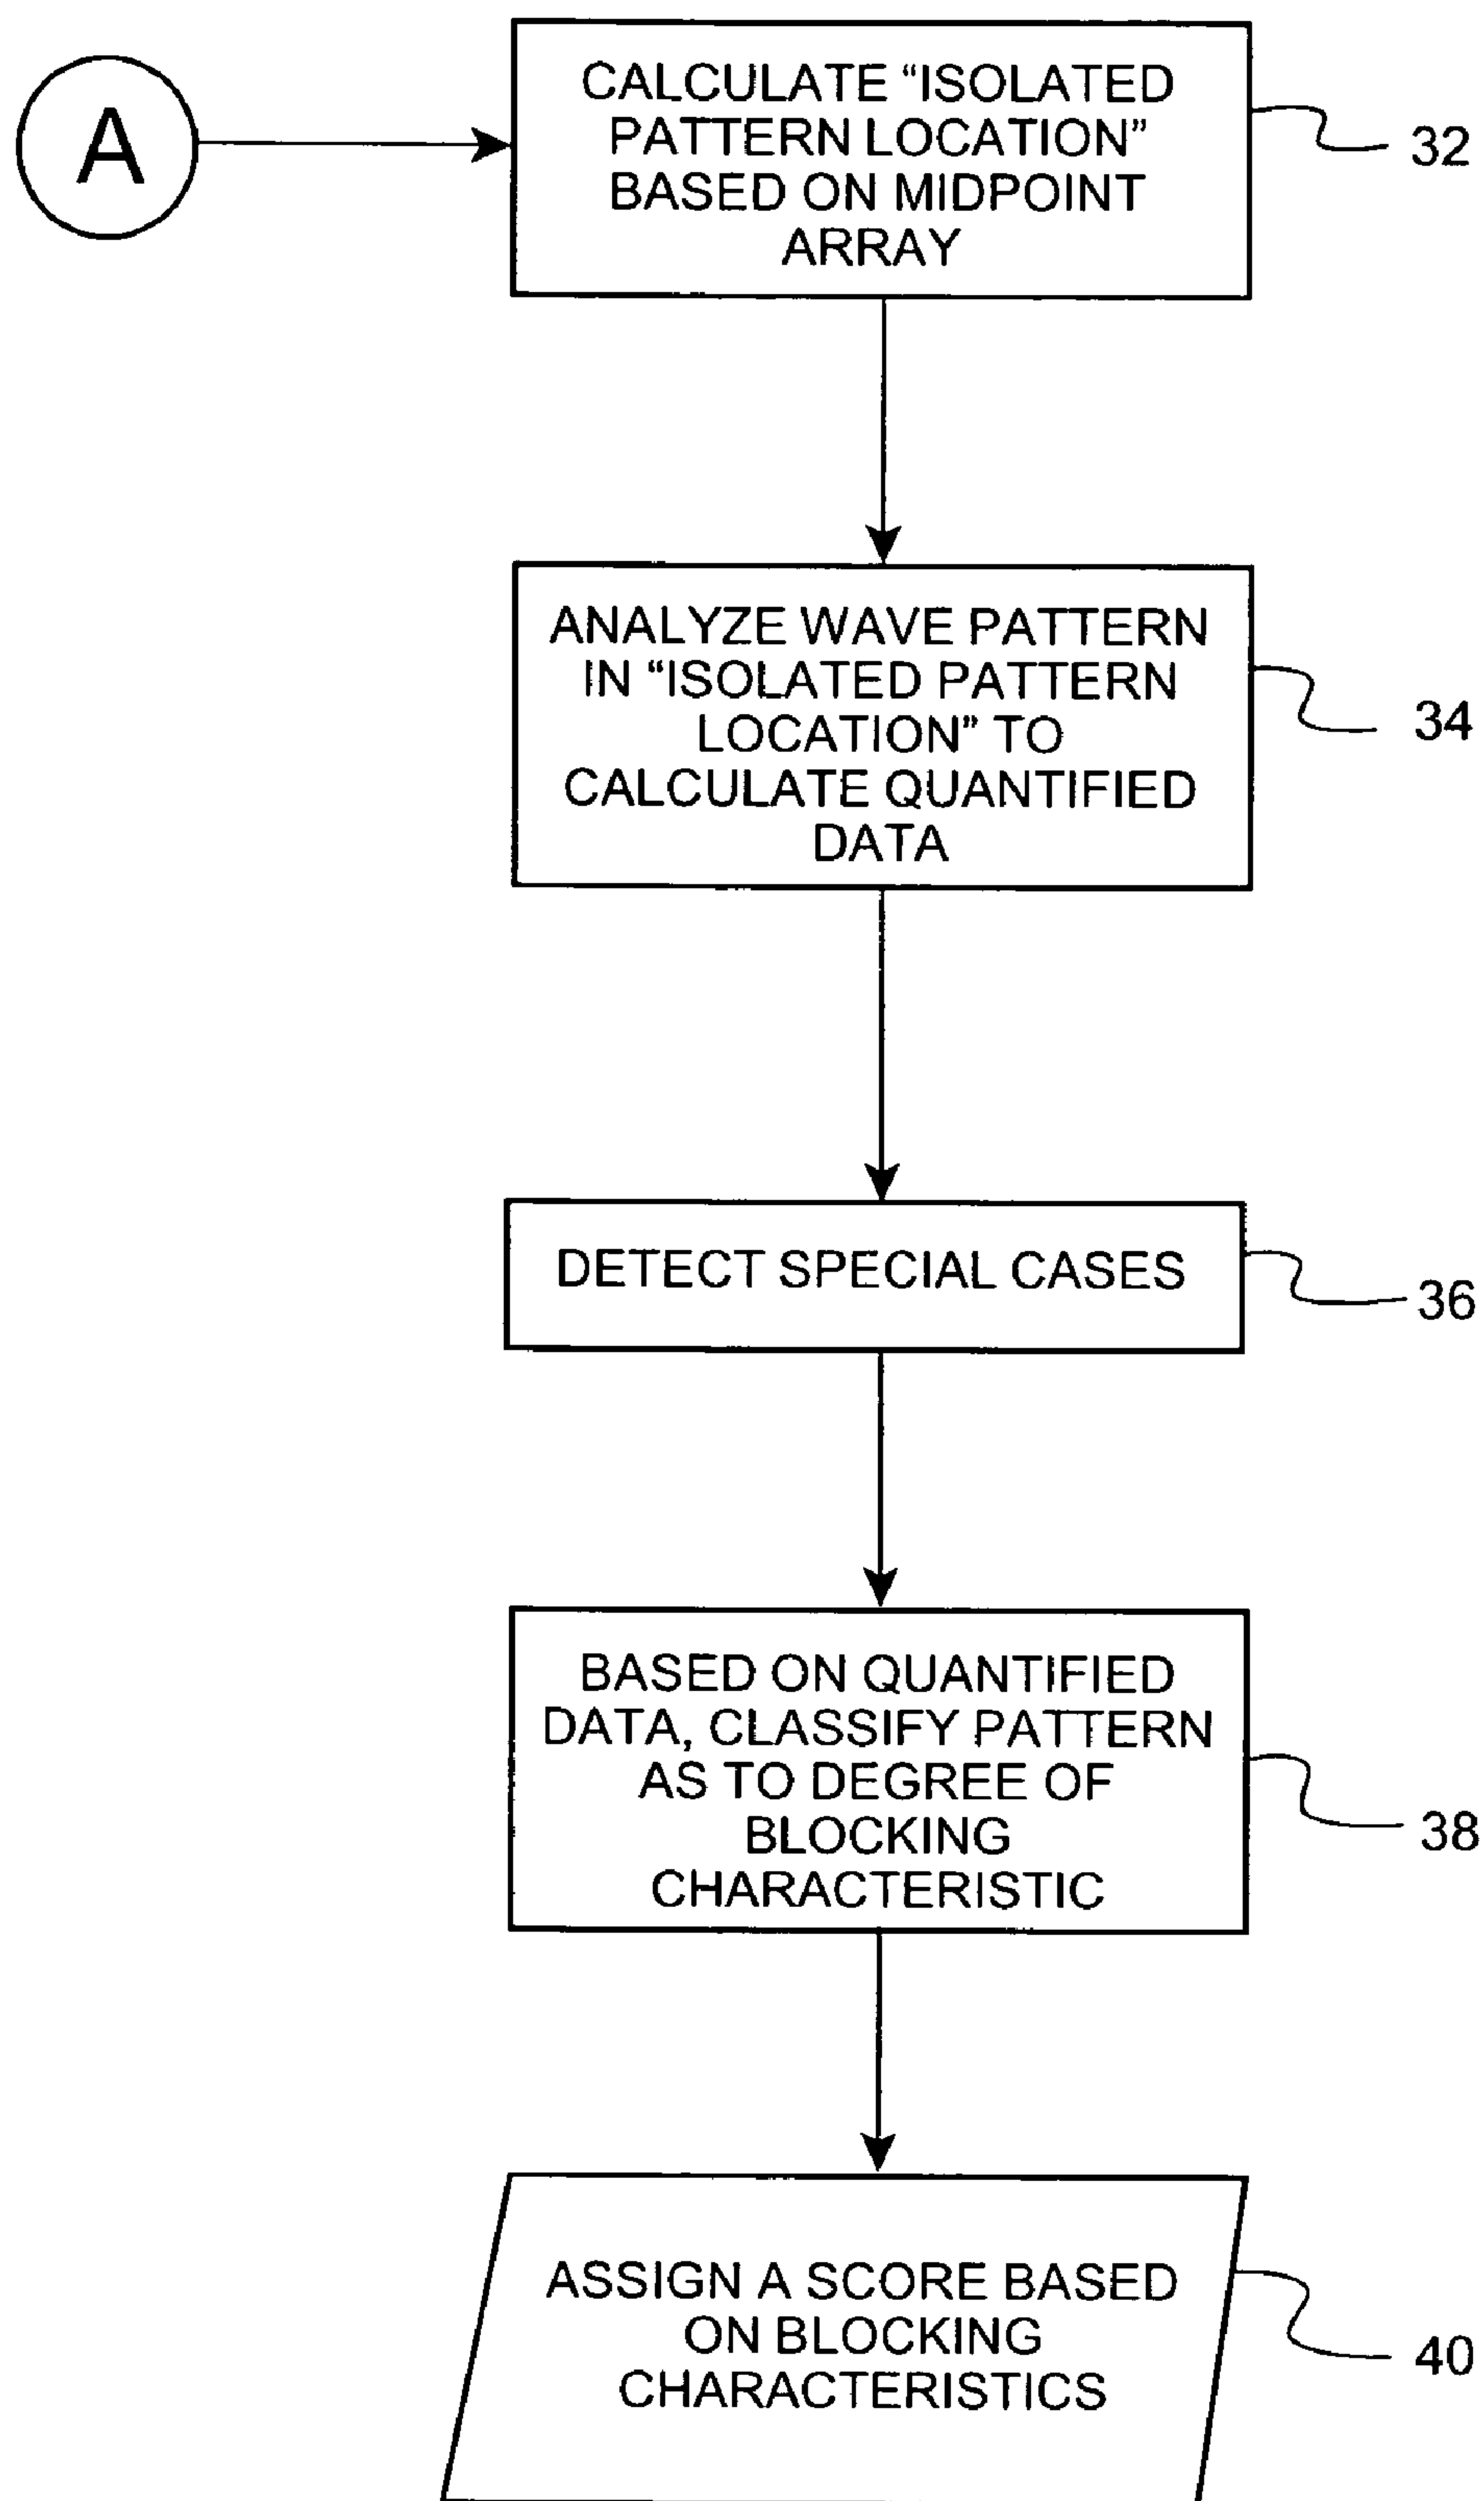 A
CALCULATE “ISOLATED
PATTERN LOCATION”
BASED ON MIDPOINT
ARRAY
32
ANALYZE WAVE PATTERN
IN “ISOLATED PATTERN
LOCATION” TO
CALCULATE QUANTIFIED
DATA
34
DETECT SPECIAL CASES
36
BASED ON QUANTIFIED
DATA, CLASSIFY PATTERN
AS TO DEGREE OF
BLOCKING
CHARACTERISTIC
38
ASSIGN A SCORE BASED
ON BLOCKING
CHARACTERISTICS
40